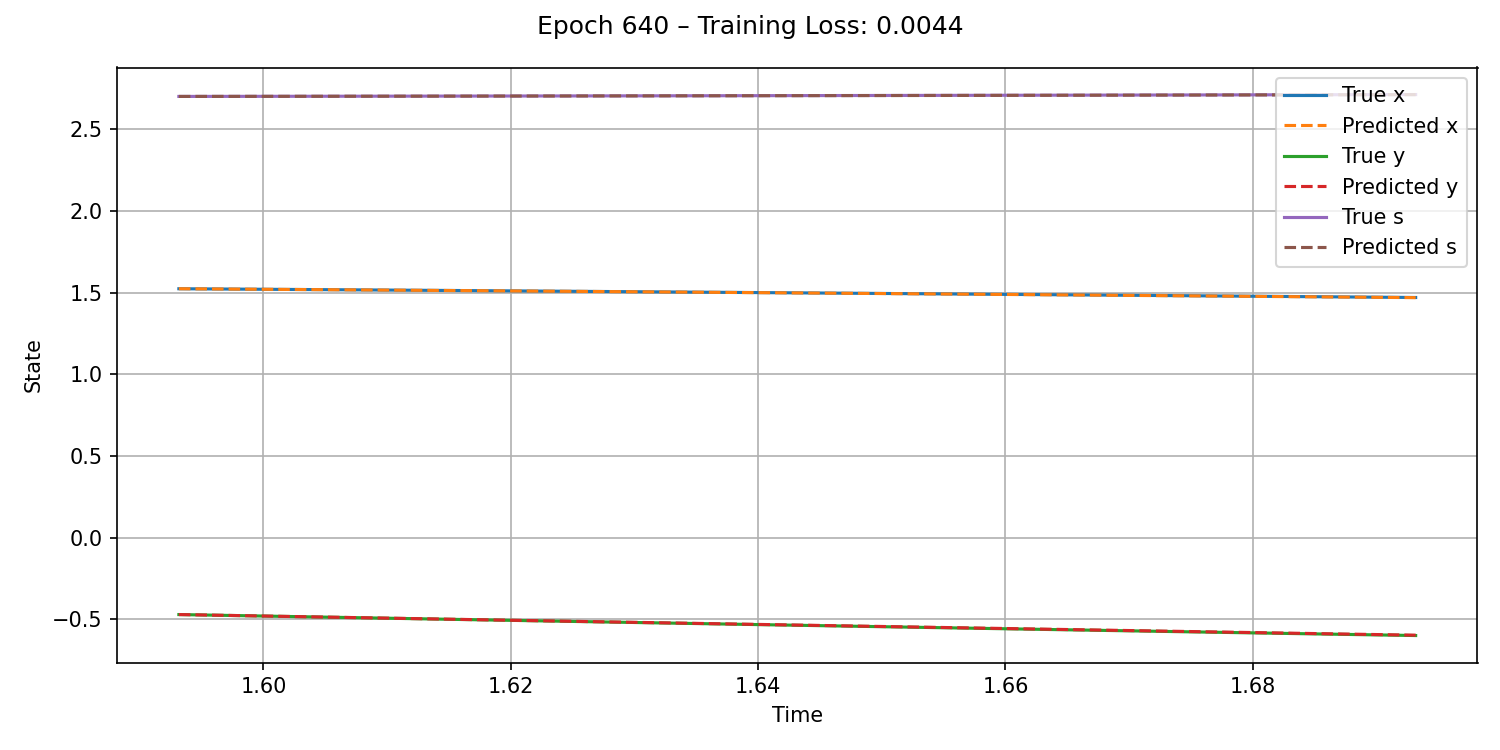 Epoch 640 – Training Loss: 0.0044
True x
Predicted x
True y
Predicted y
True s
Predicted s
State
2.5
2.0
1.5
1.0
0.5
0.0
−0.5
1.60 1.62 1.64 1.66 1.68
Time